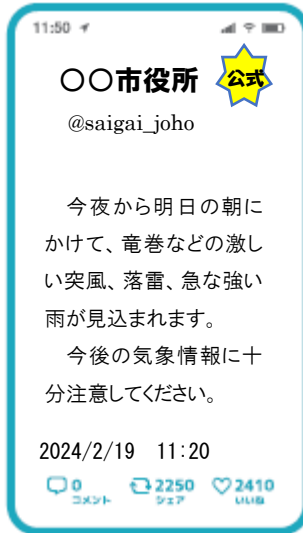 11:50
〇〇市役所 公式
@saigai_joho
今夜から明日の朝に
かけて、竜巻などの激し
い突風、落雷、急な強い
雨が見込まれます。
今後の気象情報に十
分注意してください。
2024/2/19 11:20
0 2250 2410
コメント シェア いいね